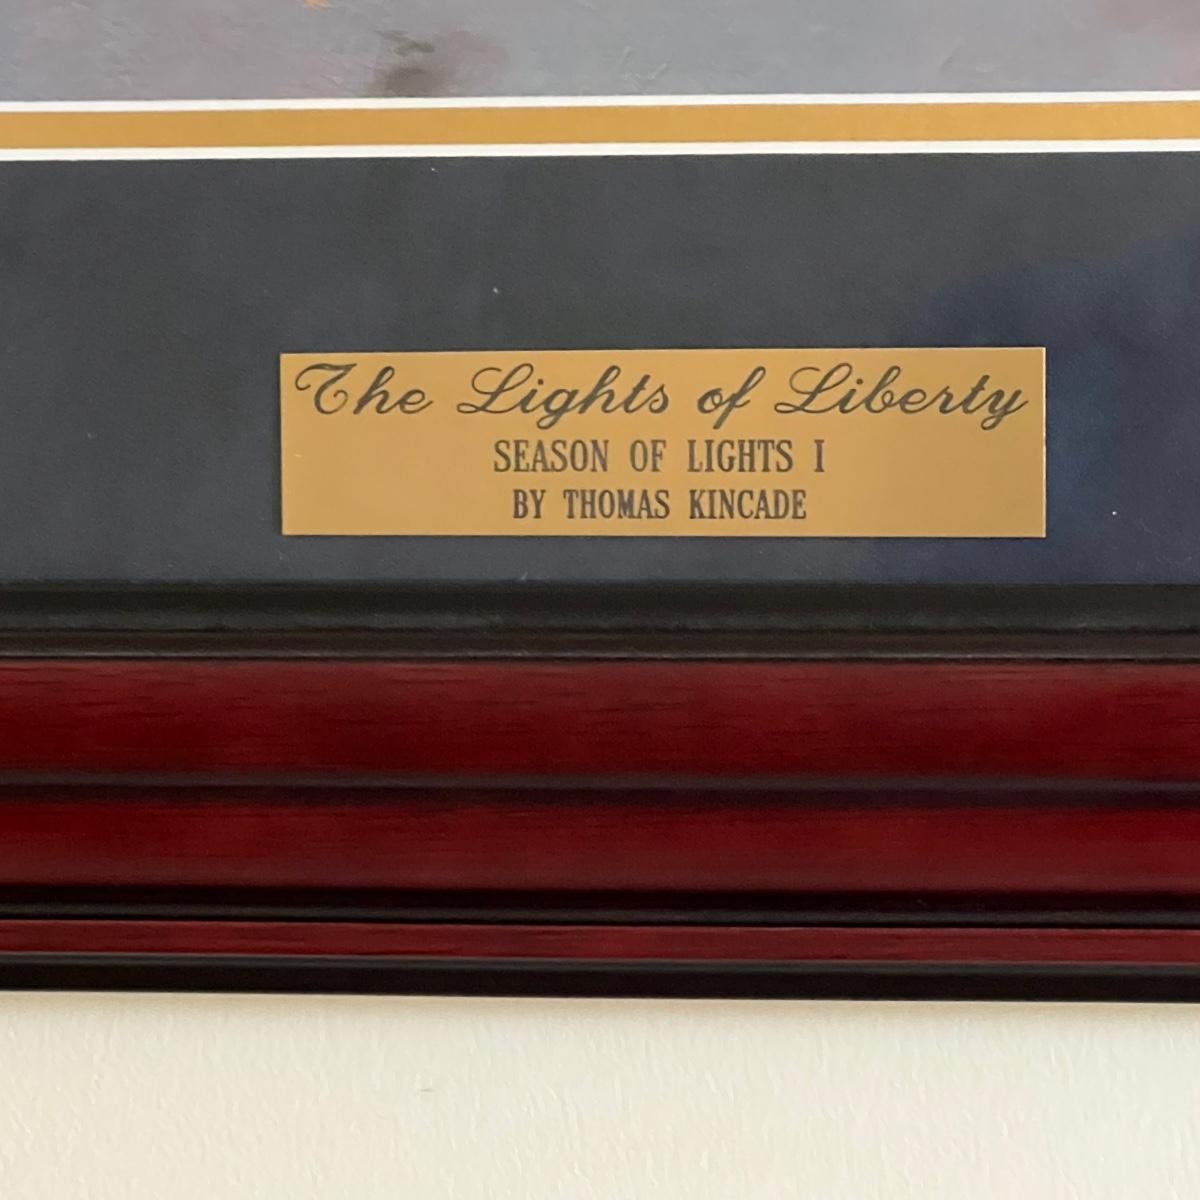 The Lights of Liberty
SEASON OF LIGHTS I
BY THOMAS KINCADE